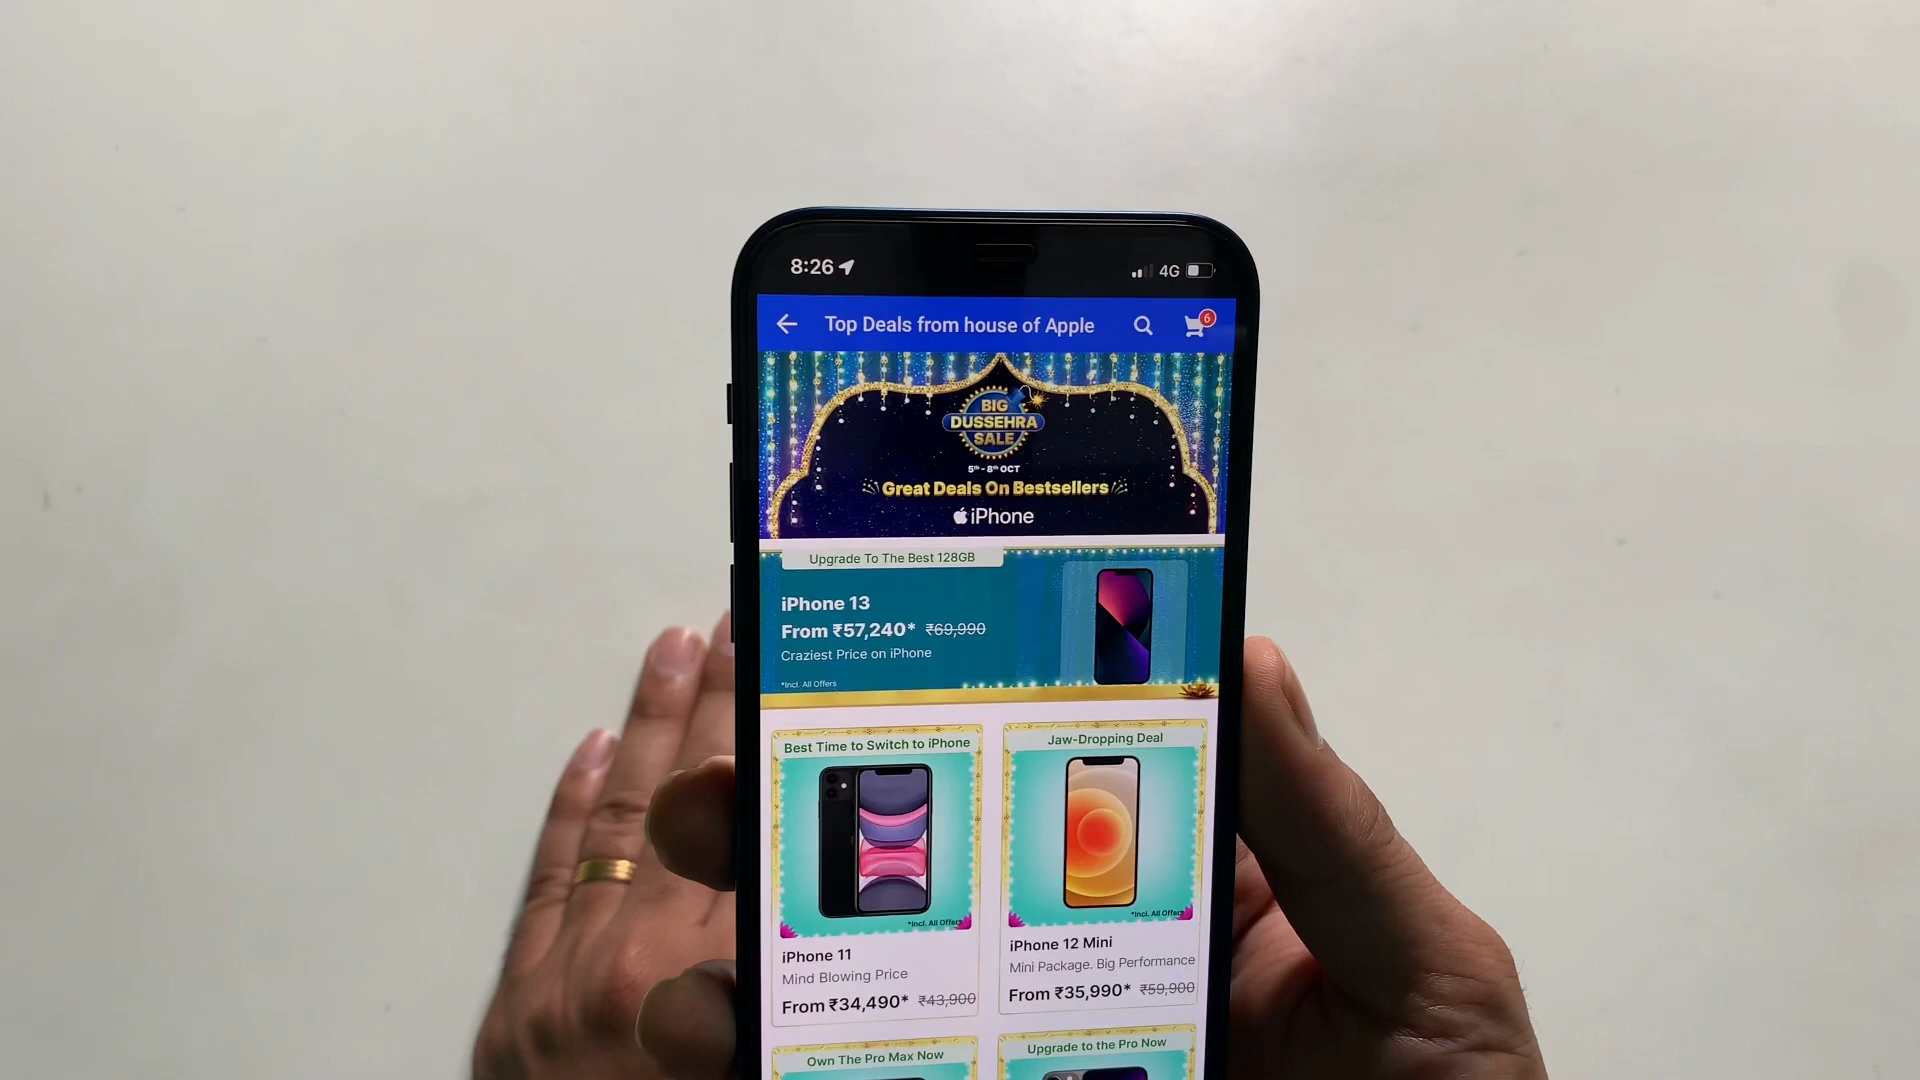 8:26
4G
Top Deals from house of Apple
6
BIG
DUSSEHRA
SALE
5th - 8th OCT
Great Deals On Bestsellers
iPhone
Upgrade To The Best 128GB
iPhone 13
From ₹57,240* ₹69,990
Craziest Price on iPhone
*Incl. All Offers
Best Time to Switch to iPhone
*Incl. All Offers
iPhone 11
Mind Blowing Price
From ₹34,490* ₹43,900
Jaw-Dropping Deal
*Incl. All Offers
iPhone 12 Mini
Mini Package. Big Performance
From ₹35,990* ₹59,900
Own The Pro Max Now
Upgrade to the Pro Now